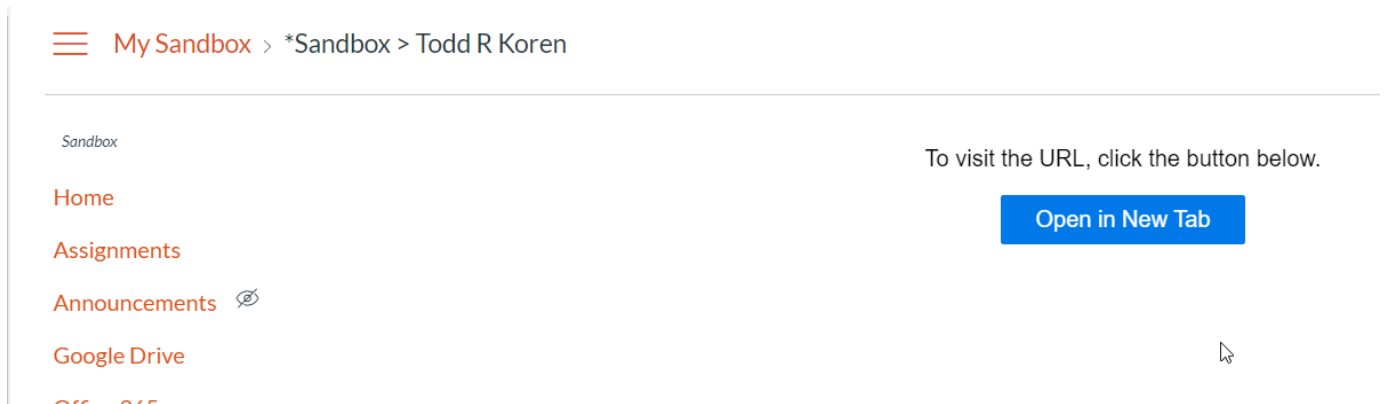 My Sandbox > *Sandbox > Todd R Koren
Sandbox
To visit the URL, click the button below.
Home
Open in New Tab
Assignments
Announcements
Google Drive